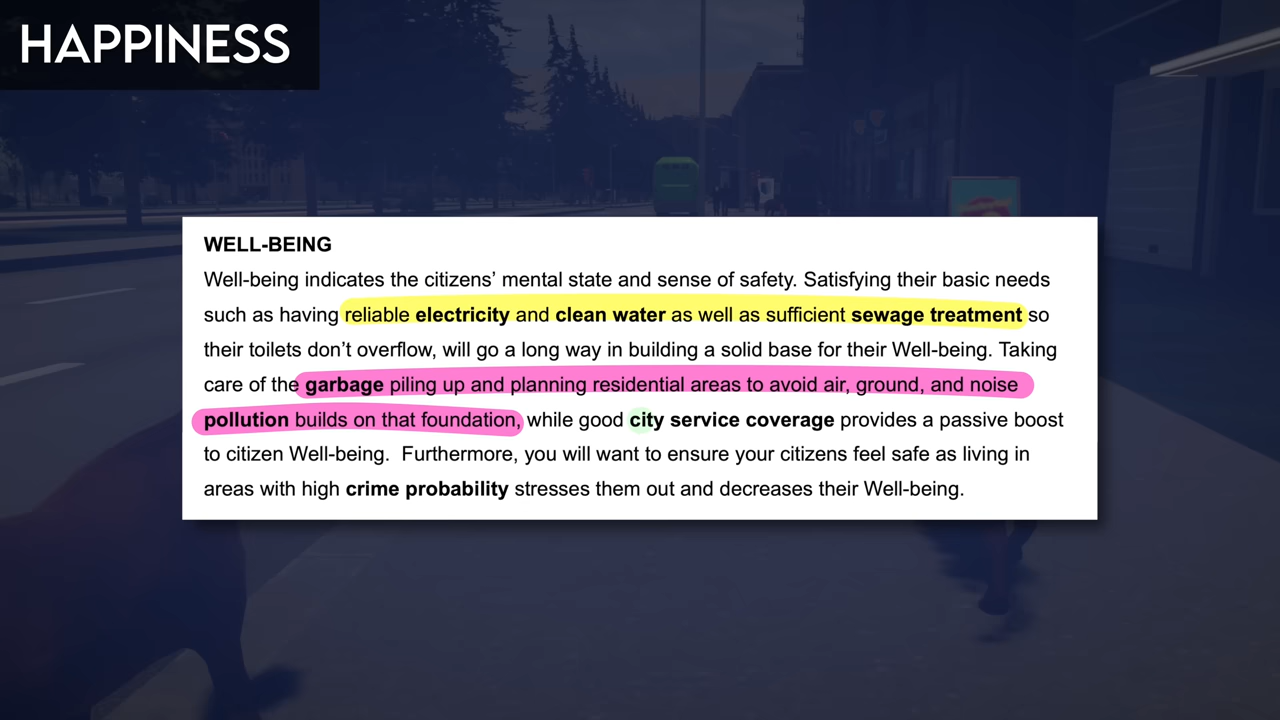 HAPPINESS
WELL-BEING
Well-being indicates the citizens’ mental state and sense of safety. Satisfying their basic needs
such as having reliable electricity and clean water as well as sufficient sewage treatment so
their toilets don’t overflow, will go a long way in building a solid base for their Well-being. Taking
care of the garbage piling up and planning residential areas to avoid air, ground, and noise
pollution builds on that foundation, while good city service coverage provides a passive boost
to citizen Well-being.  Furthermore, you will want to ensure your citizens feel safe as living in
areas with high crime probability stresses them out and decreases their Well-being.